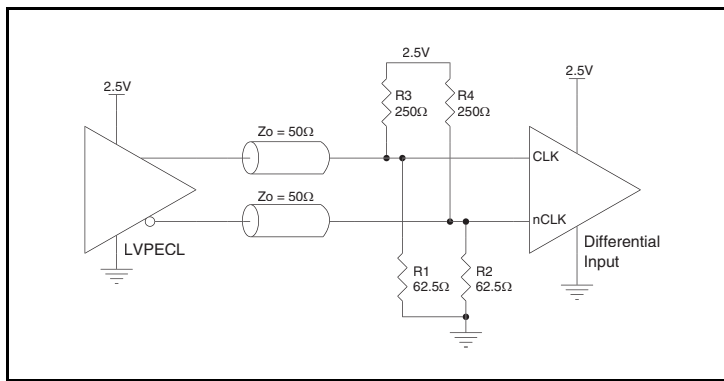 2.5V
2.5V
2.5V
R3
250Ω
R4
250Ω
Zo = 50Ω
CLK
Zo = 50Ω
nCLK
LVPECL
Differential
Input
R1
62.5Ω
R2
62.5Ω